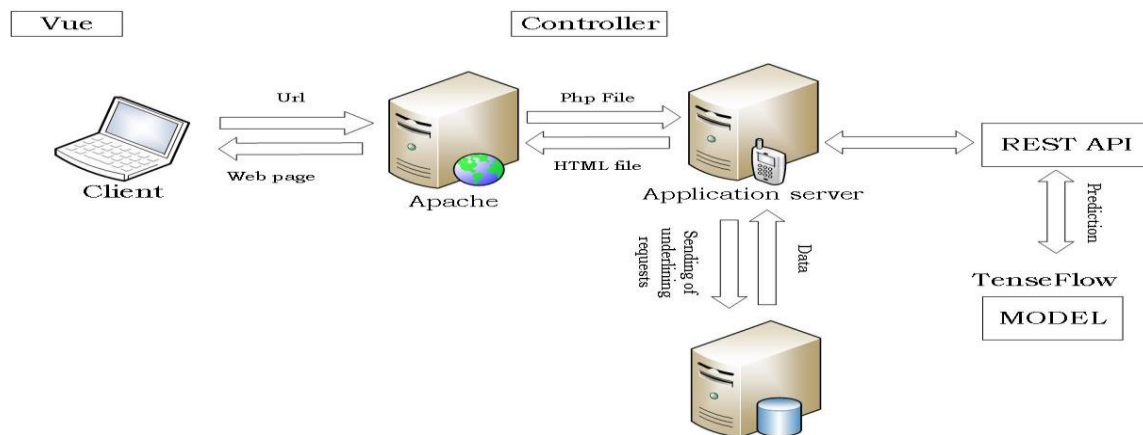 Vue
Controller
Url
Php File
Web page
HTML file
REST API
Client
Apache
Application server
Sending of
underlining
requests
Data
Prediction
TenseFlow
MODEL